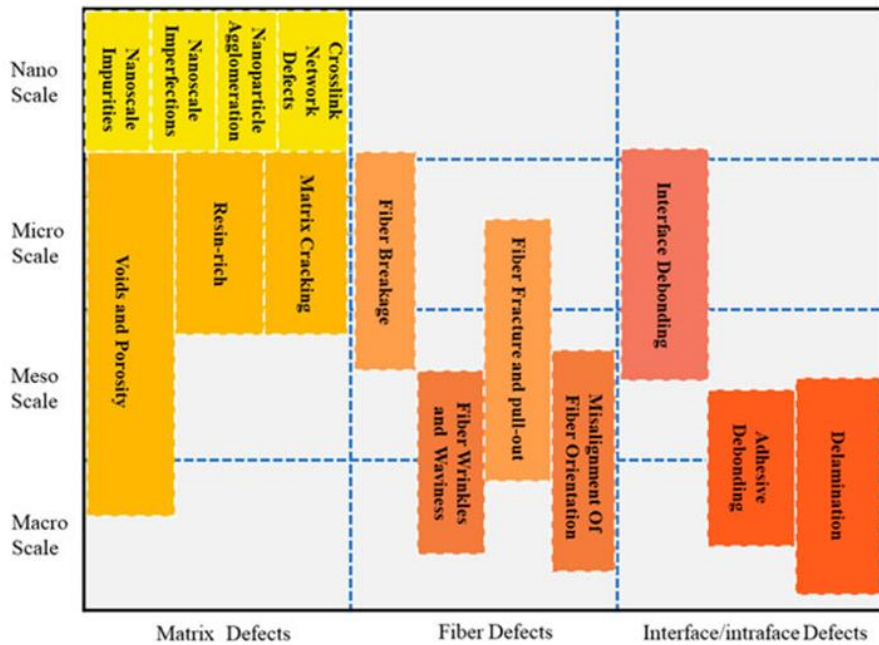 Nano
Scale
Micro
Scale
Meso
Scale
Macro
Scale
Nanoscale
Impurities
Nanoscale
Imperfections
Nanoparticle
Agglomeration
Crosslink
Network
Defects
Voids and Porosity
Resin-rich
Matrix Cracking
Fiber Breakage
Fiber Wrinkles
and Waviness
Fiber Fracture and pull-out
Misalignment Of
Fiber Orientation
Interface Debonding
Adhesive
Debonding
Delamination
Matrix Defects
Fiber Defects
Interface/intraface Defects